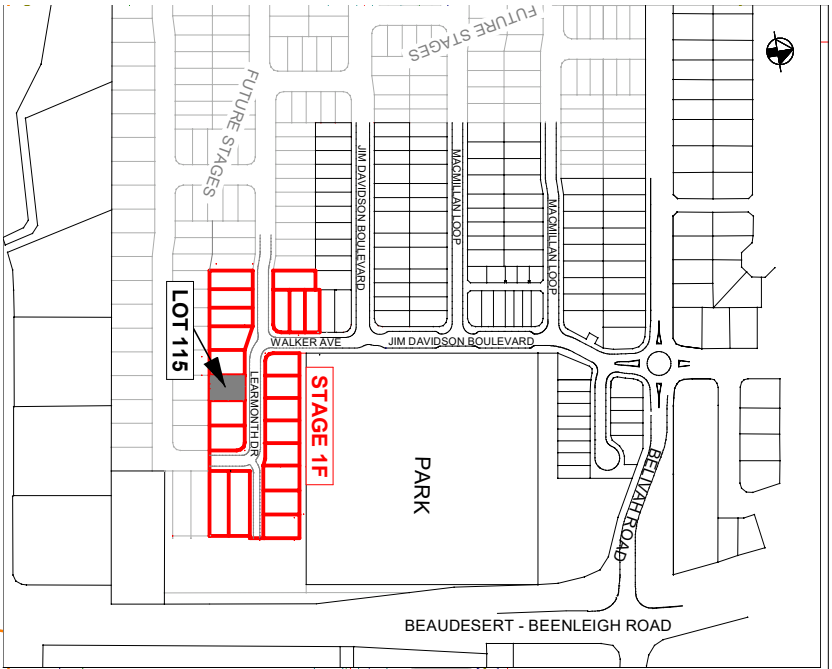 FUTURE STAGES
FUTURE STAGES
JIM DAVIDSON BOULEVARD
MACMILLAN LOOP
MACMILLAN LOOP
LOT 115
WALKER AVE
JIM DAVIDSON BOULEVARD
LEARMONTH DR
STAGE 1F
PARK
BELIVAH ROAD
BEAUDESERT - BEENLEIGH ROAD